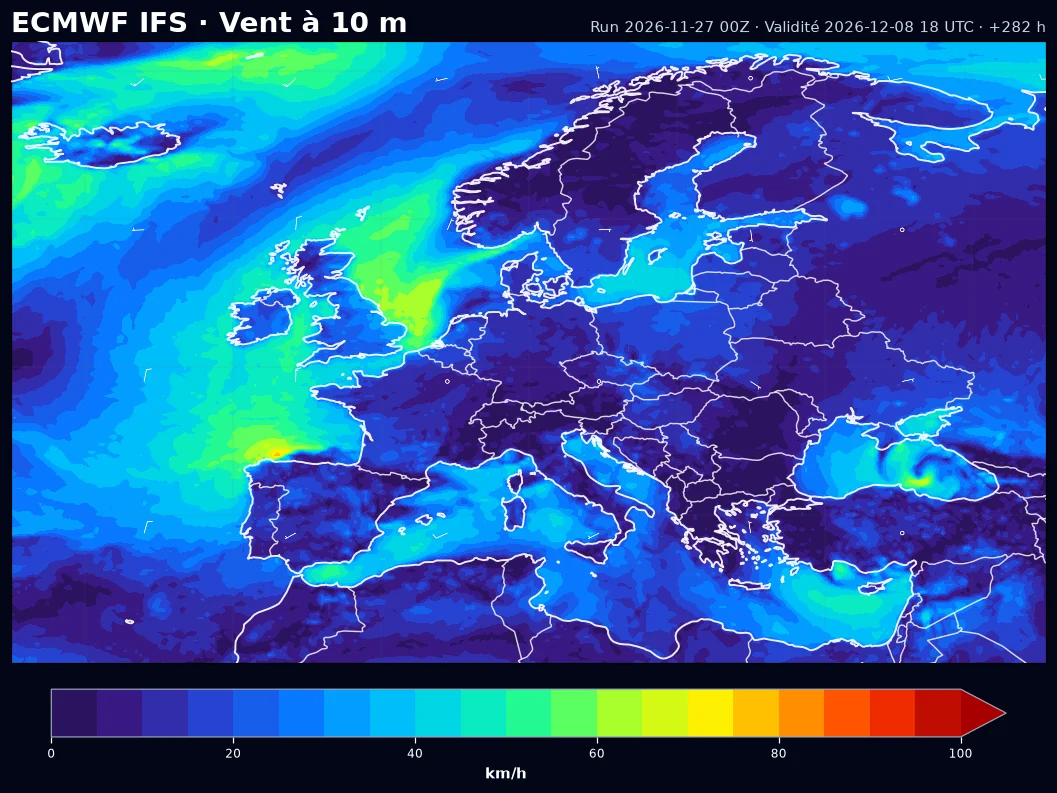 ECMWF IFS · Vent à 10 m
Run 2026-11-27 00Z · Validité 2026-12-08 18 UTC · +282 h
0 20 40 60 80 100
km/h